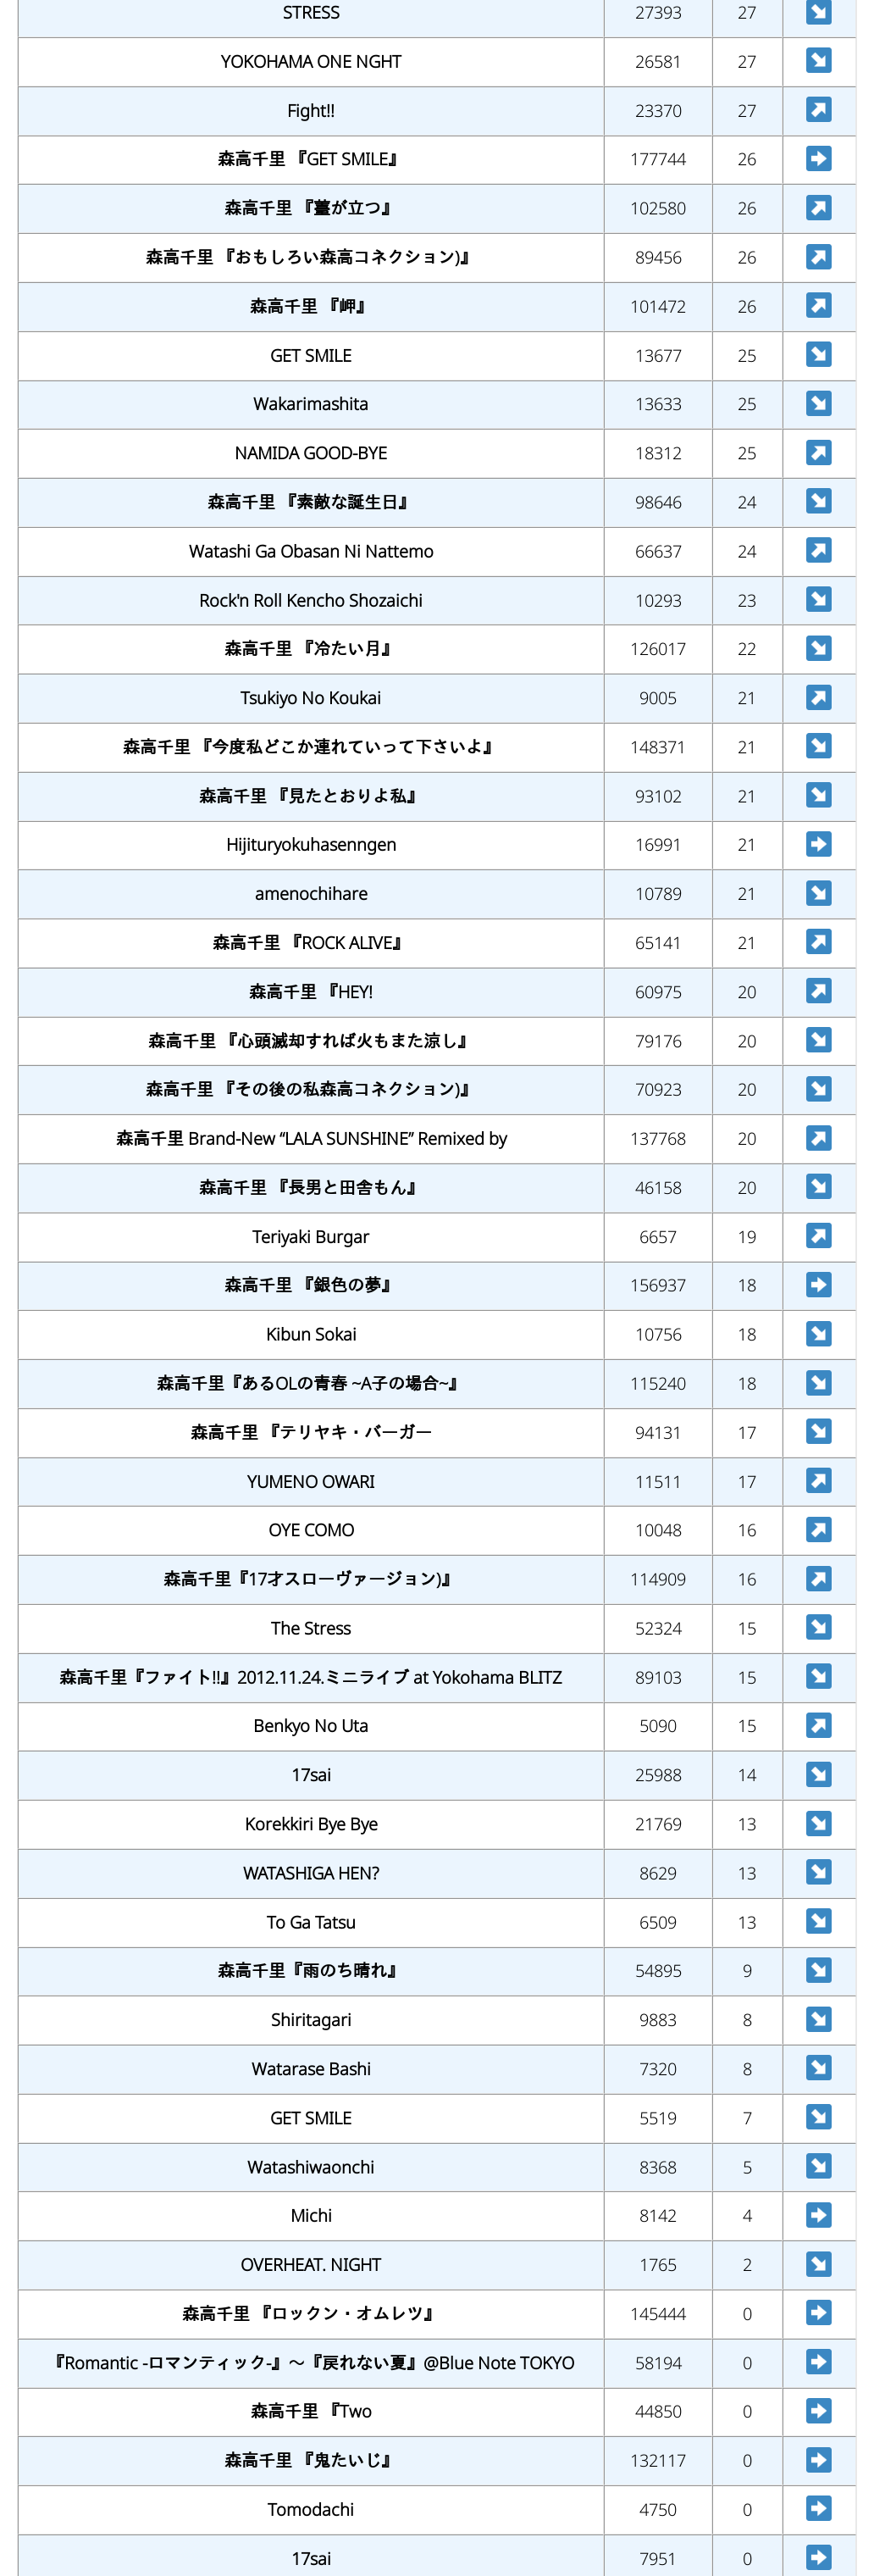 STRESS 27393 27 ↘
YOKOHAMA ONE NGHT 26581 27 ↘
Fight!! 23370 27 ↗
森高千里 『GET SMILE』 177744 26 ➡
森高千里 『薹が立つ』 102580 26 ↗
森高千里 『おもしろい森高コネクション)』 89456 26 ↗
森高千里 『岬』 101472 26 ↗
GET SMILE 13677 25 ↘
Wakarimashita 13633 25 ↘
NAMIDA GOOD-BYE 18312 25 ↗
森高千里 『素敵な誕生日』 98646 24 ↘
Watashi Ga Obasan Ni Nattemo 66637 24 ↗
Rock'n Roll Kencho Shozaichi 10293 23 ↘
森高千里 『冷たい月』 126017 22 ↘
Tsukiyo No Koukai 9005 21 ↗
森高千里 『今度私どこか連れていって下さいよ』 148371 21 ↘
森高千里 『見たとおりよ私』 93102 21 ↘
Hijituryokuhasenngen 16991 21 ➡
amenochihare 10789 21 ↘
森高千里 『ROCK ALIVE』 65141 21 ↗
森高千里 『HEY! 60975 20 ↗
森高千里 『心頭滅却すれば火もまた涼し』 79176 20 ↘
森高千里 『その後の私森高コネクション)』 70923 20 ↘
森高千里 Brand-New “LALA SUNSHINE” Remixed by 137768 20 ↗
森高千里 『長男と田舎もん』 46158 20 ↘
Teriyaki Burgar 6657 19 ↗
森高千里 『銀色の夢』 156937 18 ➡
Kibun Sokai 10756 18 ↘
森高千里『あるOLの青春 ~A子の場合~』 115240 18 ↘
森高千里 『テリヤキ・バーガー 94131 17 ↘
YUMENO OWARI 11511 17 ↗
OYE COMO 10048 16 ↗
森高千里『17才スローヴァージョン)』 114909 16 ↗
The Stress 52324 15 ↘
森高千里『ファイト!!』2012.11.24.ミニライブ at Yokohama BLITZ 89103 15 ↘
Benkyo No Uta 5090 15 ↗
17sai 25988 14 ↘
Korekkiri Bye Bye 21769 13 ↘
WATASHIGA HEN? 8629 13 ↘
To Ga Tatsu 6509 13 ↘
森高千里『雨のち晴れ』 54895 9 ↘
Shiritagari 9883 8 ↘
Watarase Bashi 7320 8 ↘
GET SMILE 5519 7 ↘
Watashiwaonchi 8368 5 ↘
Michi 8142 4 ➡
OVERHEAT. NIGHT 1765 2 ↘
森高千里 『ロックン・オムレツ』 145444 0 ➡
『Romantic -ロマンティック-』～『戻れない夏』@Blue Note TOKYO 58194 0 ➡
森高千里 『Two 44850 0 ➡
森高千里 『鬼たいじ』 132117 0 ➡
Tomodachi 4750 0 ➡
17sai 7951 0 ➡